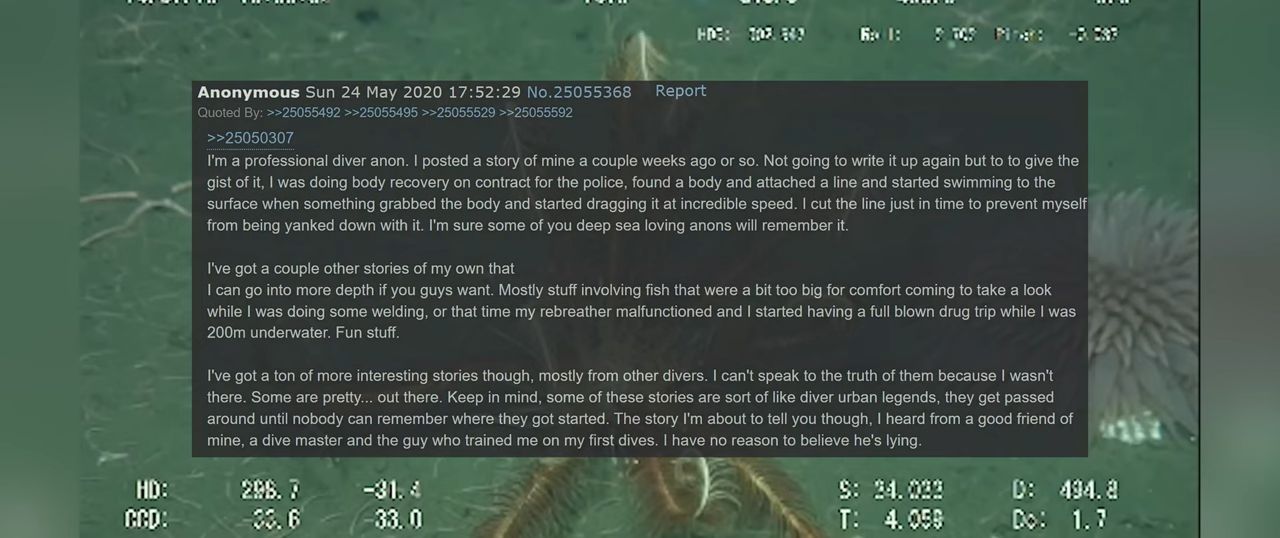 Anonymous Sun 24 May 2020 17:52:29 No.25055368 Report
Quoted By: >>25055492 >>25055495 >>25055529 >>25055592
>>25050307
I'm a professional diver anon. I posted a story of mine a couple weeks ago or so. Not going to write it up again but to to give the
gist of it, I was doing body recovery on contract for the police, found a body and attached a line and started swimming to the
surface when something grabbed the body and started dragging it at incredible speed. I cut the line just in time to prevent myself
from being yanked down with it. I'm sure some of you deep sea loving anons will remember it.
I've got a couple other stories of my own that
I can go into more depth if you guys want. Mostly stuff involving fish that were a bit too big for comfort coming to take a look
while I was doing some welding, or that time my rebreather malfunctioned and I started having a full blown drug trip while I was
200m underwater. Fun stuff.
I've got a ton of more interesting stories though, mostly from other divers. I can't speak to the truth of them because I wasn't
there. Some are pretty... out there. Keep in mind, some of these stories are sort of like diver urban legends, they get passed
around until nobody can remember where they got started. The story I'm about to tell you though, I heard from a good friend of
mine, a dive master and the guy who trained me on my first dives. I have no reason to believe he's lying.
HD: 296.7 -31.4 S: 34.033 D: 494.8
CCD: -33.6 -33.0 T: 4.059 Do: 1.7